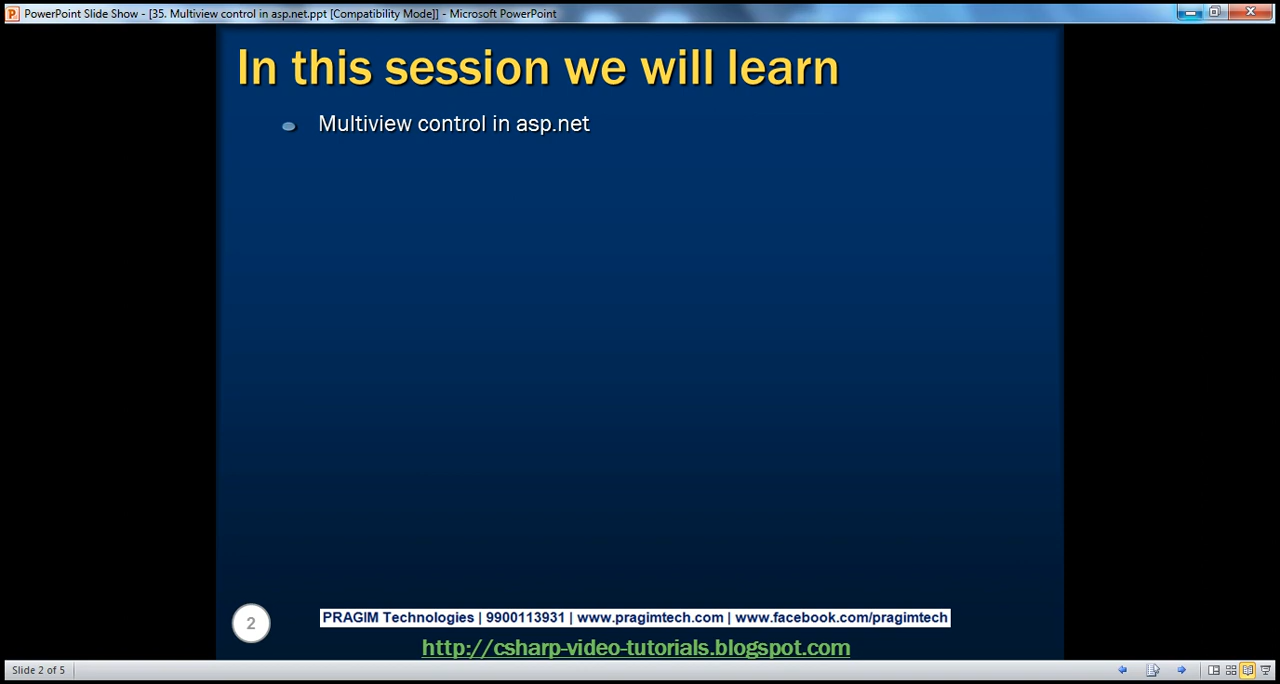 PowerPoint Slide Show - [35. Multiview control in asp.net.ppt [Compatibility Mode]] - Microsoft PowerPoint
In this session we will learn
Multiview control in asp.net
2
PRAGIM Technologies | 9900113931 | www.pragimtech.com | www.facebook.com/pragimtech
http://csharp-video-tutorials.blogspot.com
Slide 2 of 5